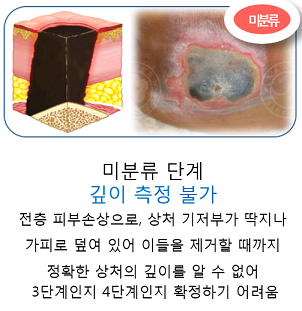 미분류
미분류 단계
깊이 측정 불가
전층 피부손상으로, 상처 기저부가 딱지나
가피로 덮여 있어 이들을 제거할 때까지
정확한 상처의 깊이를 알 수 없어
3단계인지 4단계인지 확정하기 어려움